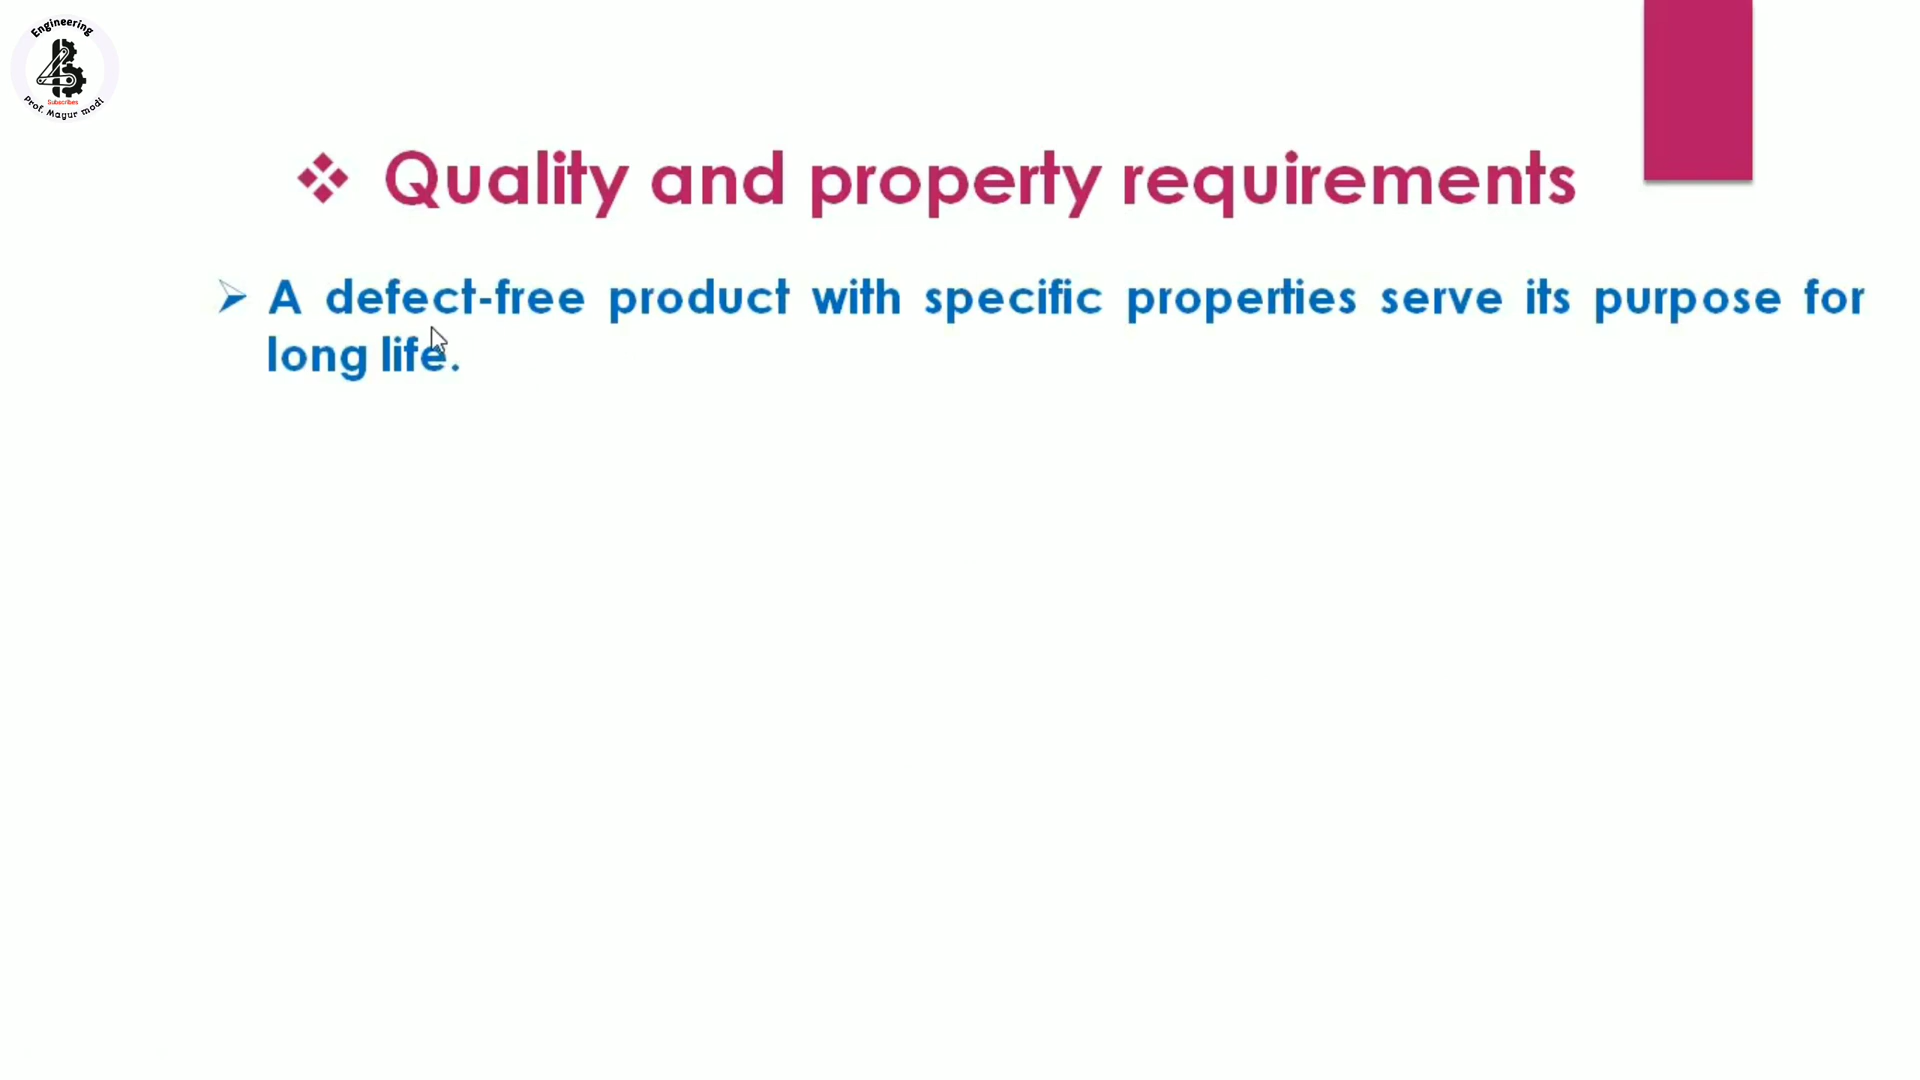 Engineering
Subscribes
Prof. Mayur modi
Quality and property requirements
A defect-free product with specific properties serve its purpose for
long life.